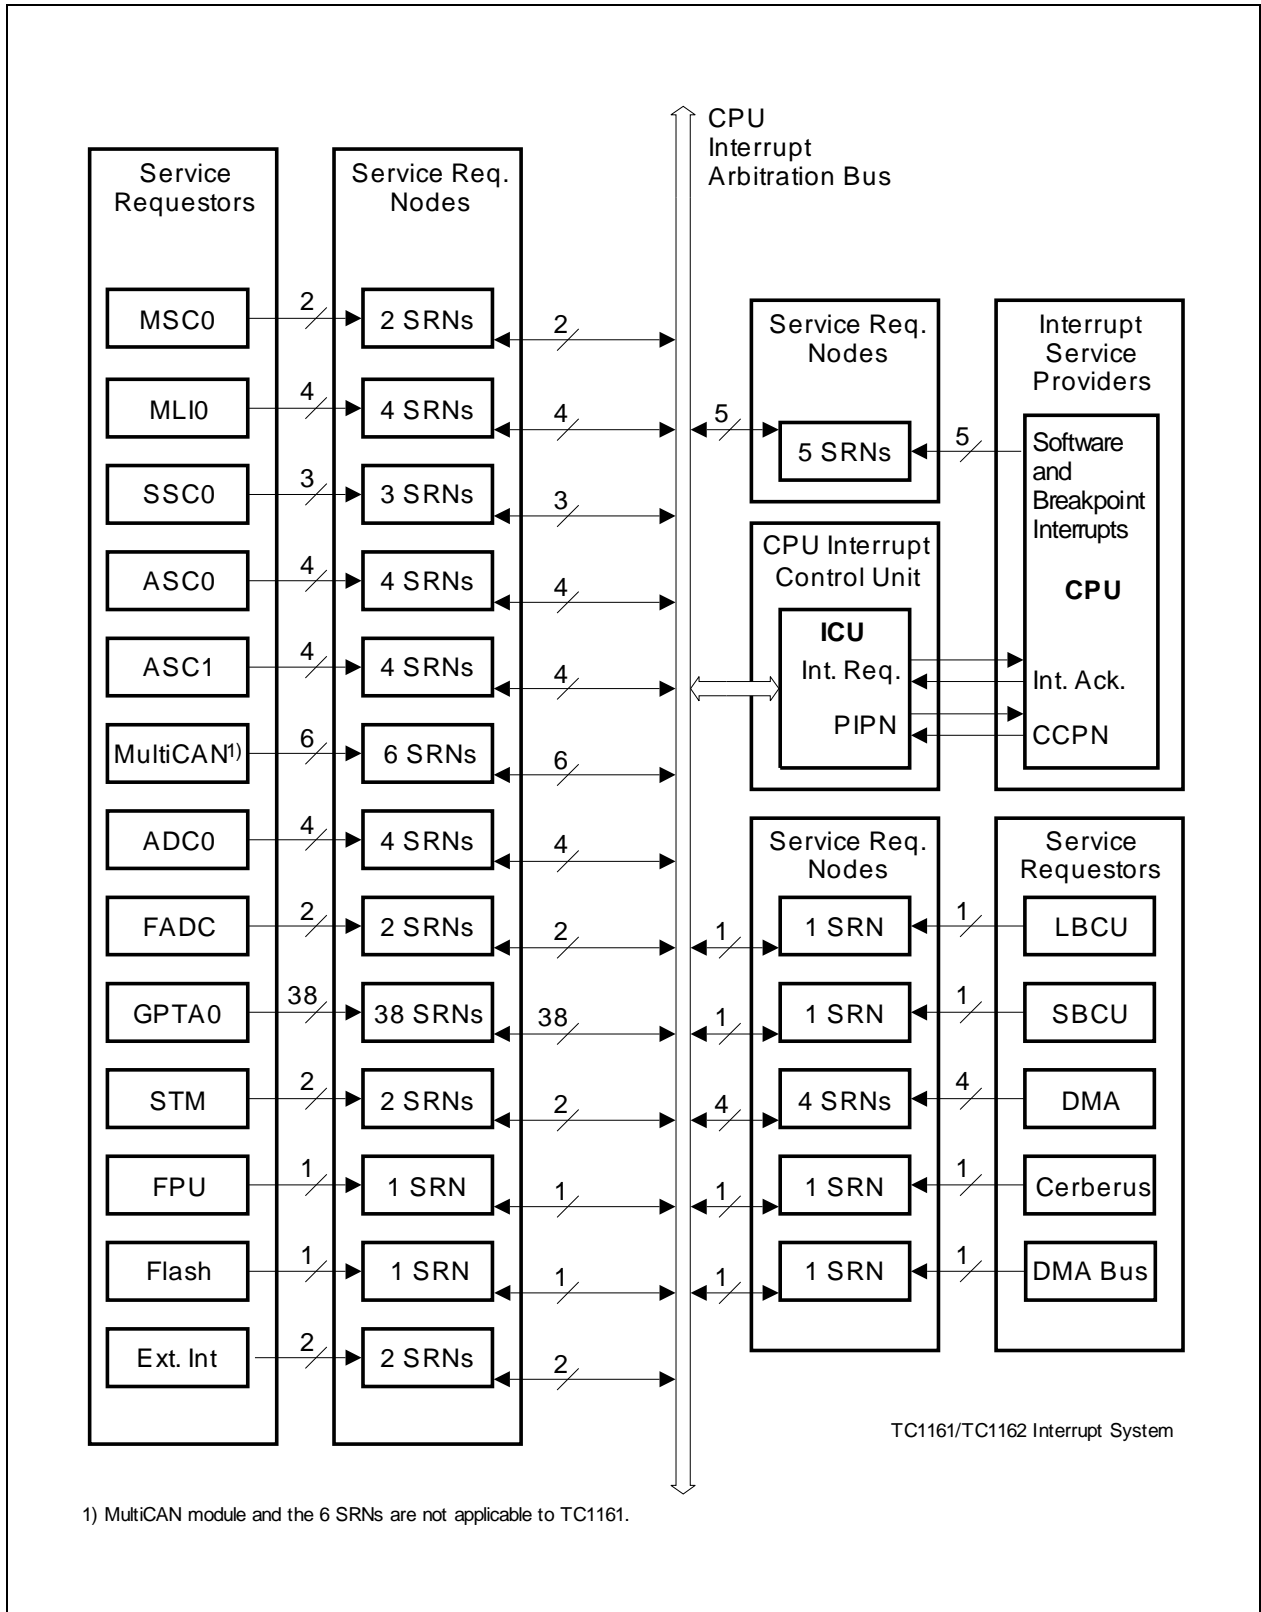 CPU
Interrupt
Arbitration Bus
Service
Requestors
Service Req.
Nodes
MSC0
2
2 SRNs
2
MLI0
4
4 SRNs
4
SSC0
3
3 SRNs
3
ASC0
4
4 SRNs
4
ASC1
4
4 SRNs
4
MultiCAN1)
6
6 SRNs
6
ADC0
4
4 SRNs
4
FADC
2
2 SRNs
2
GPTA0
38
38 SRNs
38
STM
2
2 SRNs
2
FPU
1
1 SRN
1
Flash
1
1 SRN
1
Ext. Int
2
2 SRNs
2
Service Req.
Nodes
5
5 SRNs
5
Interrupt
Service
Providers
Software
and
Breakpoint
Interrupts
CPU
Int. Ack.
CCPN
CPU Interrupt
Control Unit
ICU
Int. Req.
PIPN
Service Req.
Nodes
Service
Requestors
1
1 SRN
1
LBCU
1
1 SRN
1
SBCU
4
4 SRNs
4
DMA
1
1 SRN
1
Cerberus
1
1 SRN
1
DMA Bus
TC1161/TC1162 Interrupt System
1) MultiCAN module and the 6 SRNs are not applicable to TC1161.